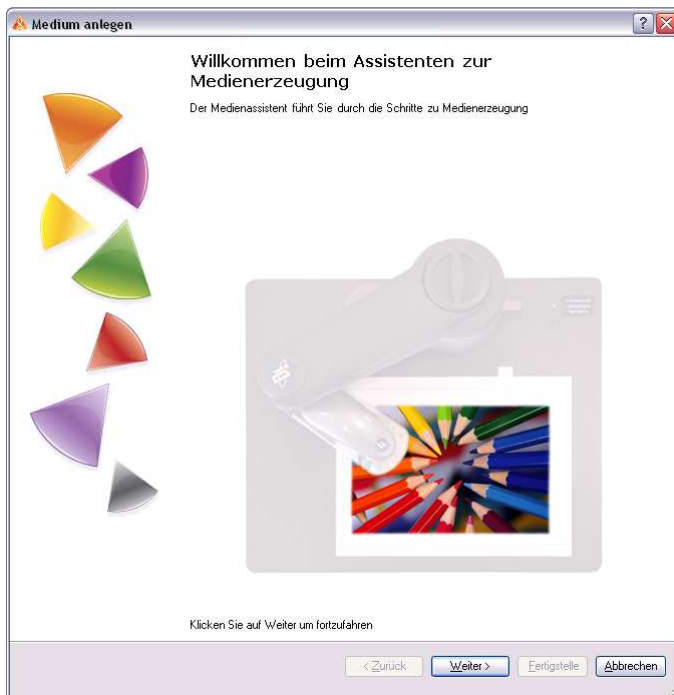 Medium anlegen
Willkommen beim Assistenten zur
Medienerzeugung
Der Medienassistent führt Sie durch die Schritte zu Medienerzeugung
Klicken Sie auf Weiter um fortzufahren
< Zurück
Weiter >
Fertigstelle
Abbrechen